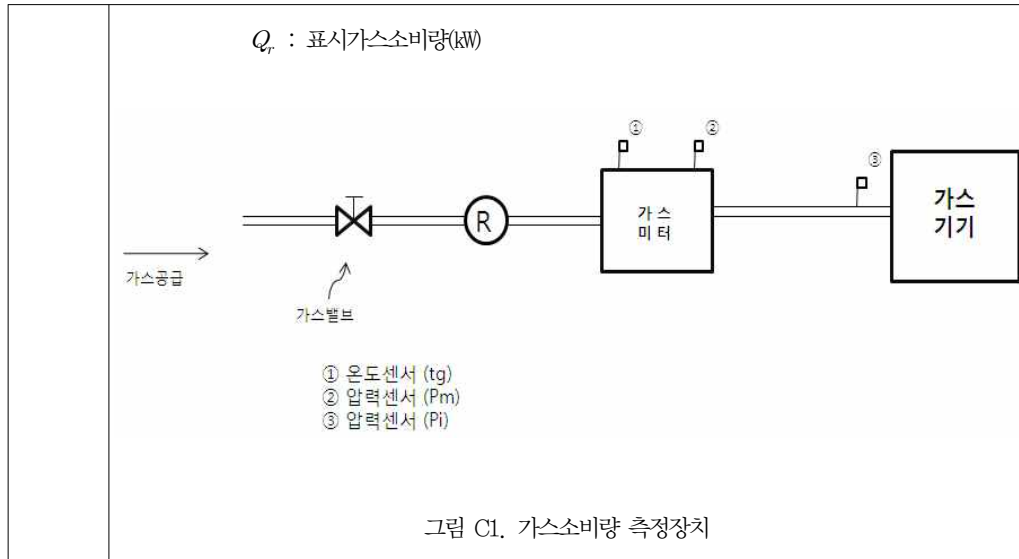 Qr : 표시가스소비량(kW)
① ②
③
가 스
미 터
가스
기기
R
가스공급
가스밸브
① 온도센서 (tg)
② 압력센서 (Pm)
③ 압력센서 (Pi)
그림 C1. 가스소비량 측정장치